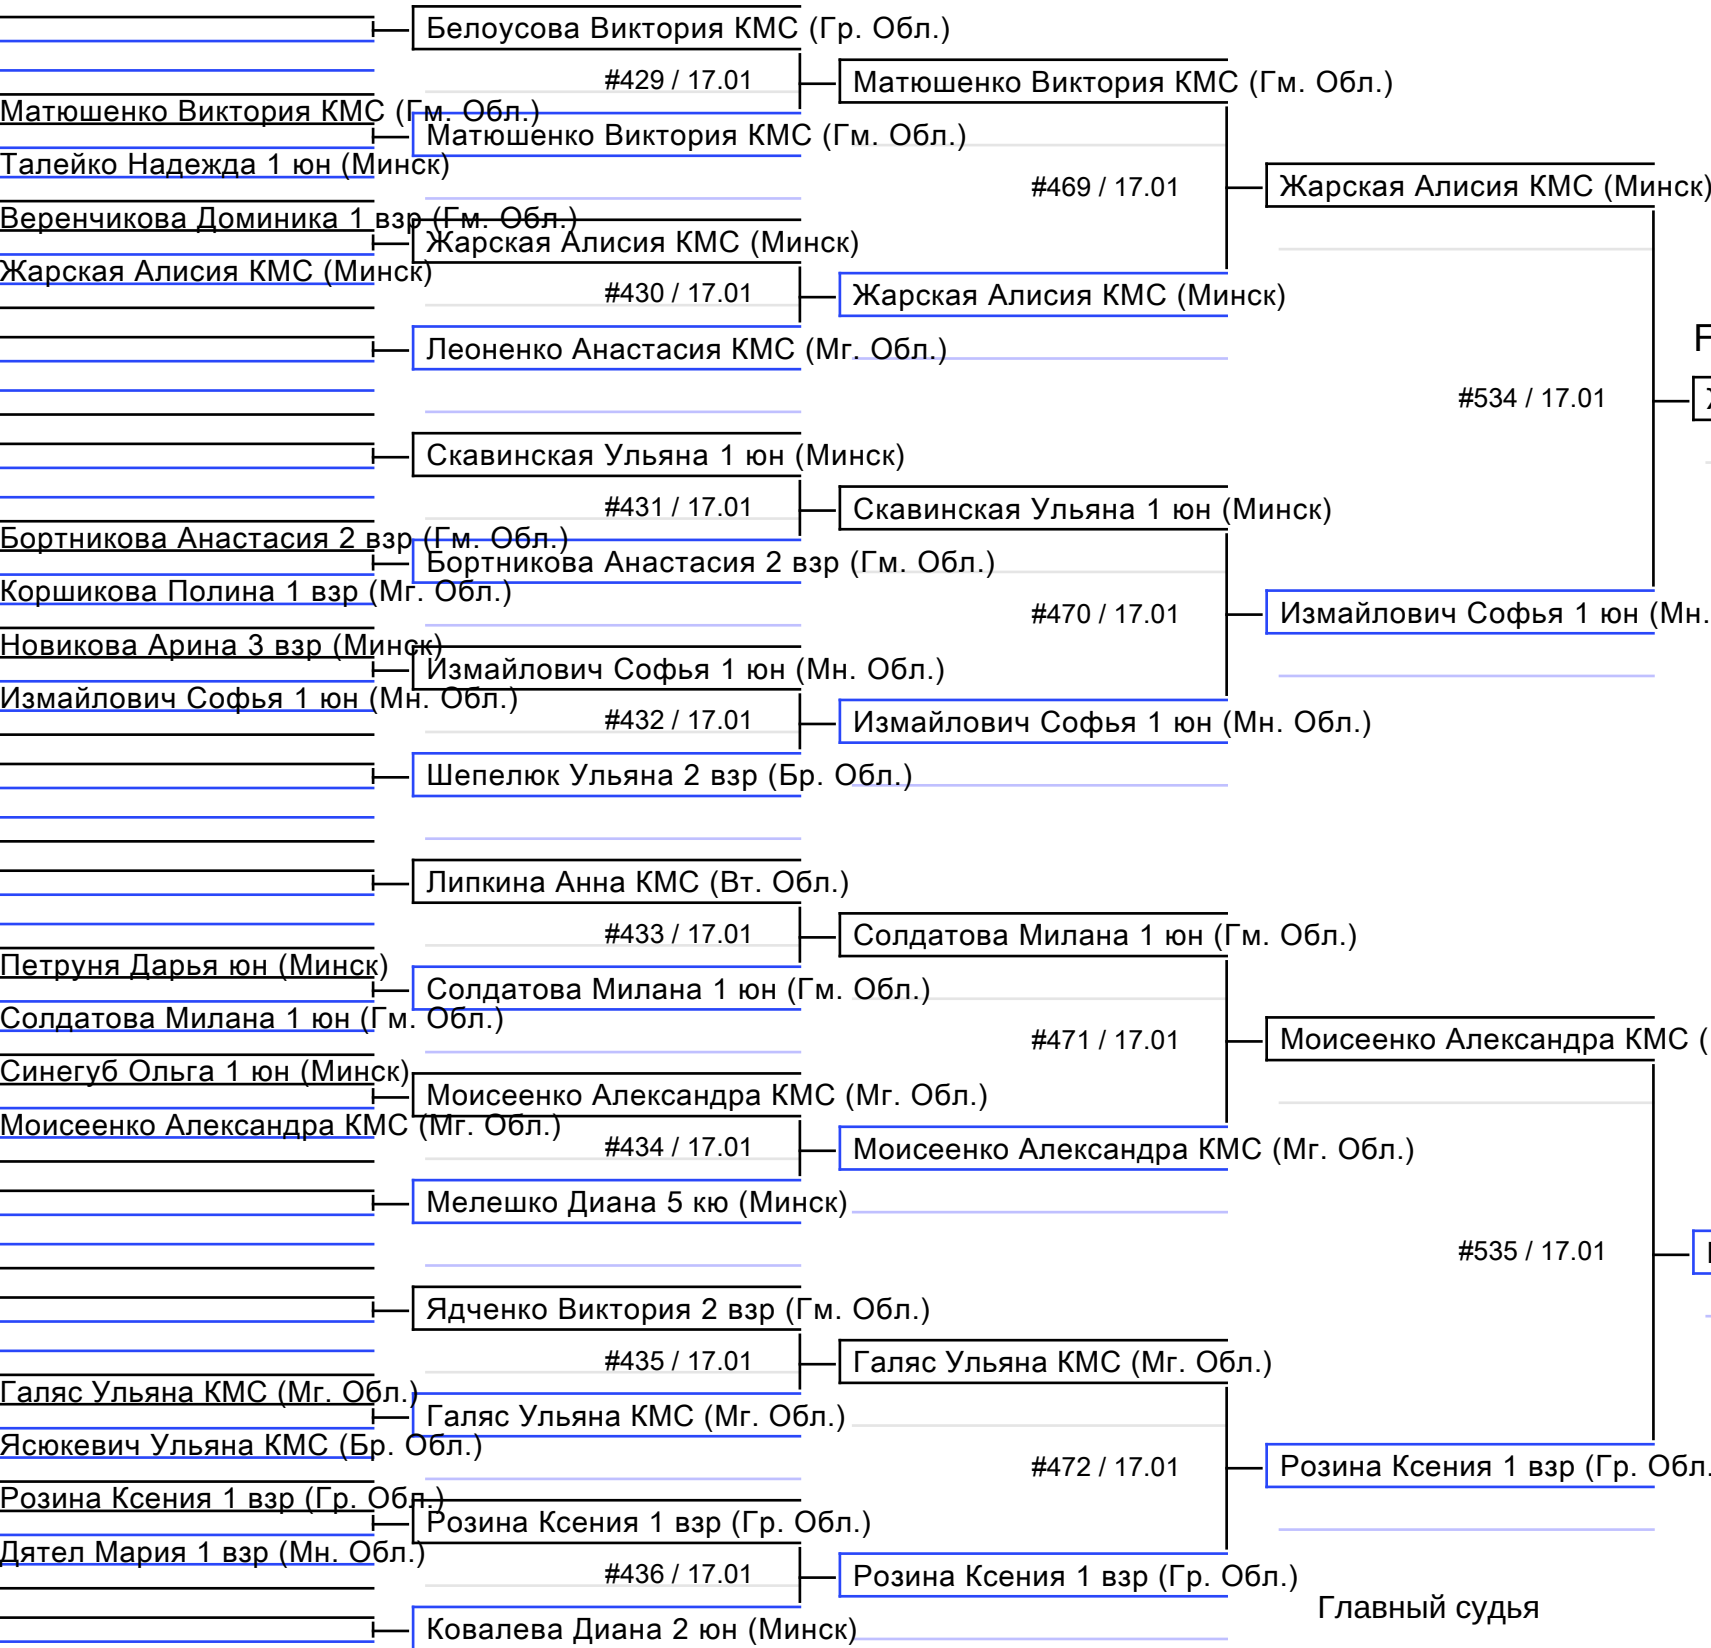 Белоусова Виктория КМС (Гр. Обл.)
#429 / 17.01
Матюшенко Виктория КМС (Гм. Обл.)
Матюшенко Виктория КМС (Гм. Обл.)
Матюшенко Виктория КМС (Гм. Обл.)
Талейко Надежда 1 юн (Минск)
#469 / 17.01
Жарская Алисия КМС (Минск)
Веренчикова Доминика 1 взр (Гм. Обл.)
Жарская Алисия КМС (Минск)
Жарская Алисия КМС (Минск)
#430 / 17.01
Жарская Алисия КМС (Минск)
Леоненко Анастасия КМС (Мг. Обл.)
#534 / 17.01
Скавинская Ульяна 1 юн (Минск)
#431 / 17.01
Скавинская Ульяна 1 юн (Минск)
Бортникова Анастасия 2 взр (Гм. Обл.)
Бортникова Анастасия 2 взр (Гм. Обл.)
Коршикова Полина 1 взр (Мг. Обл.)
#470 / 17.01
Измайлович Софья 1 юн (Мн.
Новикова Арина 3 взр (Минск)
Измайлович Софья 1 юн (Мн. Обл.)
Измайлович Софья 1 юн (Мн. Обл.)
#432 / 17.01
Измайлович Софья 1 юн (Мн. Обл.)
Шепелюк Ульяна 2 взр (Бр. Обл.)
Липкина Анна КМС (Вт. Обл.)
#433 / 17.01
Солдатова Милана 1 юн (Гм. Обл.)
Петруня Дарья юн (Минск)
Солдатова Милана 1 юн (Гм. Обл.)
Солдатова Милана 1 юн (Гм. Обл.)
#471 / 17.01
Моисеенко Александра КМС (
Синегуб Ольга 1 юн (Минск)
Моисеенко Александра КМС (Мг. Обл.)
Моисеенко Александра КМС (Мг. Обл.)
#434 / 17.01
Моисеенко Александра КМС (Мг. Обл.)
Мелешко Диана 5 кю (Минск)
#535 / 17.01
Ядченко Виктория 2 взр (Гм. Обл.)
#435 / 17.01
Галяс Ульяна КМС (Мг. Обл.)
Галяс Ульяна КМС (Мг. Обл.)
Галяс Ульяна КМС (Мг. Обл.)
Ясюкевич Ульяна КМС (Бр. Обл.)
#472 / 17.01
Розина Ксения 1 взр (Гр. Обл.
Розина Ксения 1 взр (Гр. Обл.)
Розина Ксения 1 взр (Гр. Обл.)
Дятел Мария 1 взр (Мн. Обл.)
#436 / 17.01
Розина Ксения 1 взр (Гр. Обл.)
Главный судья
Ковалева Диана 2 юн (Минск)